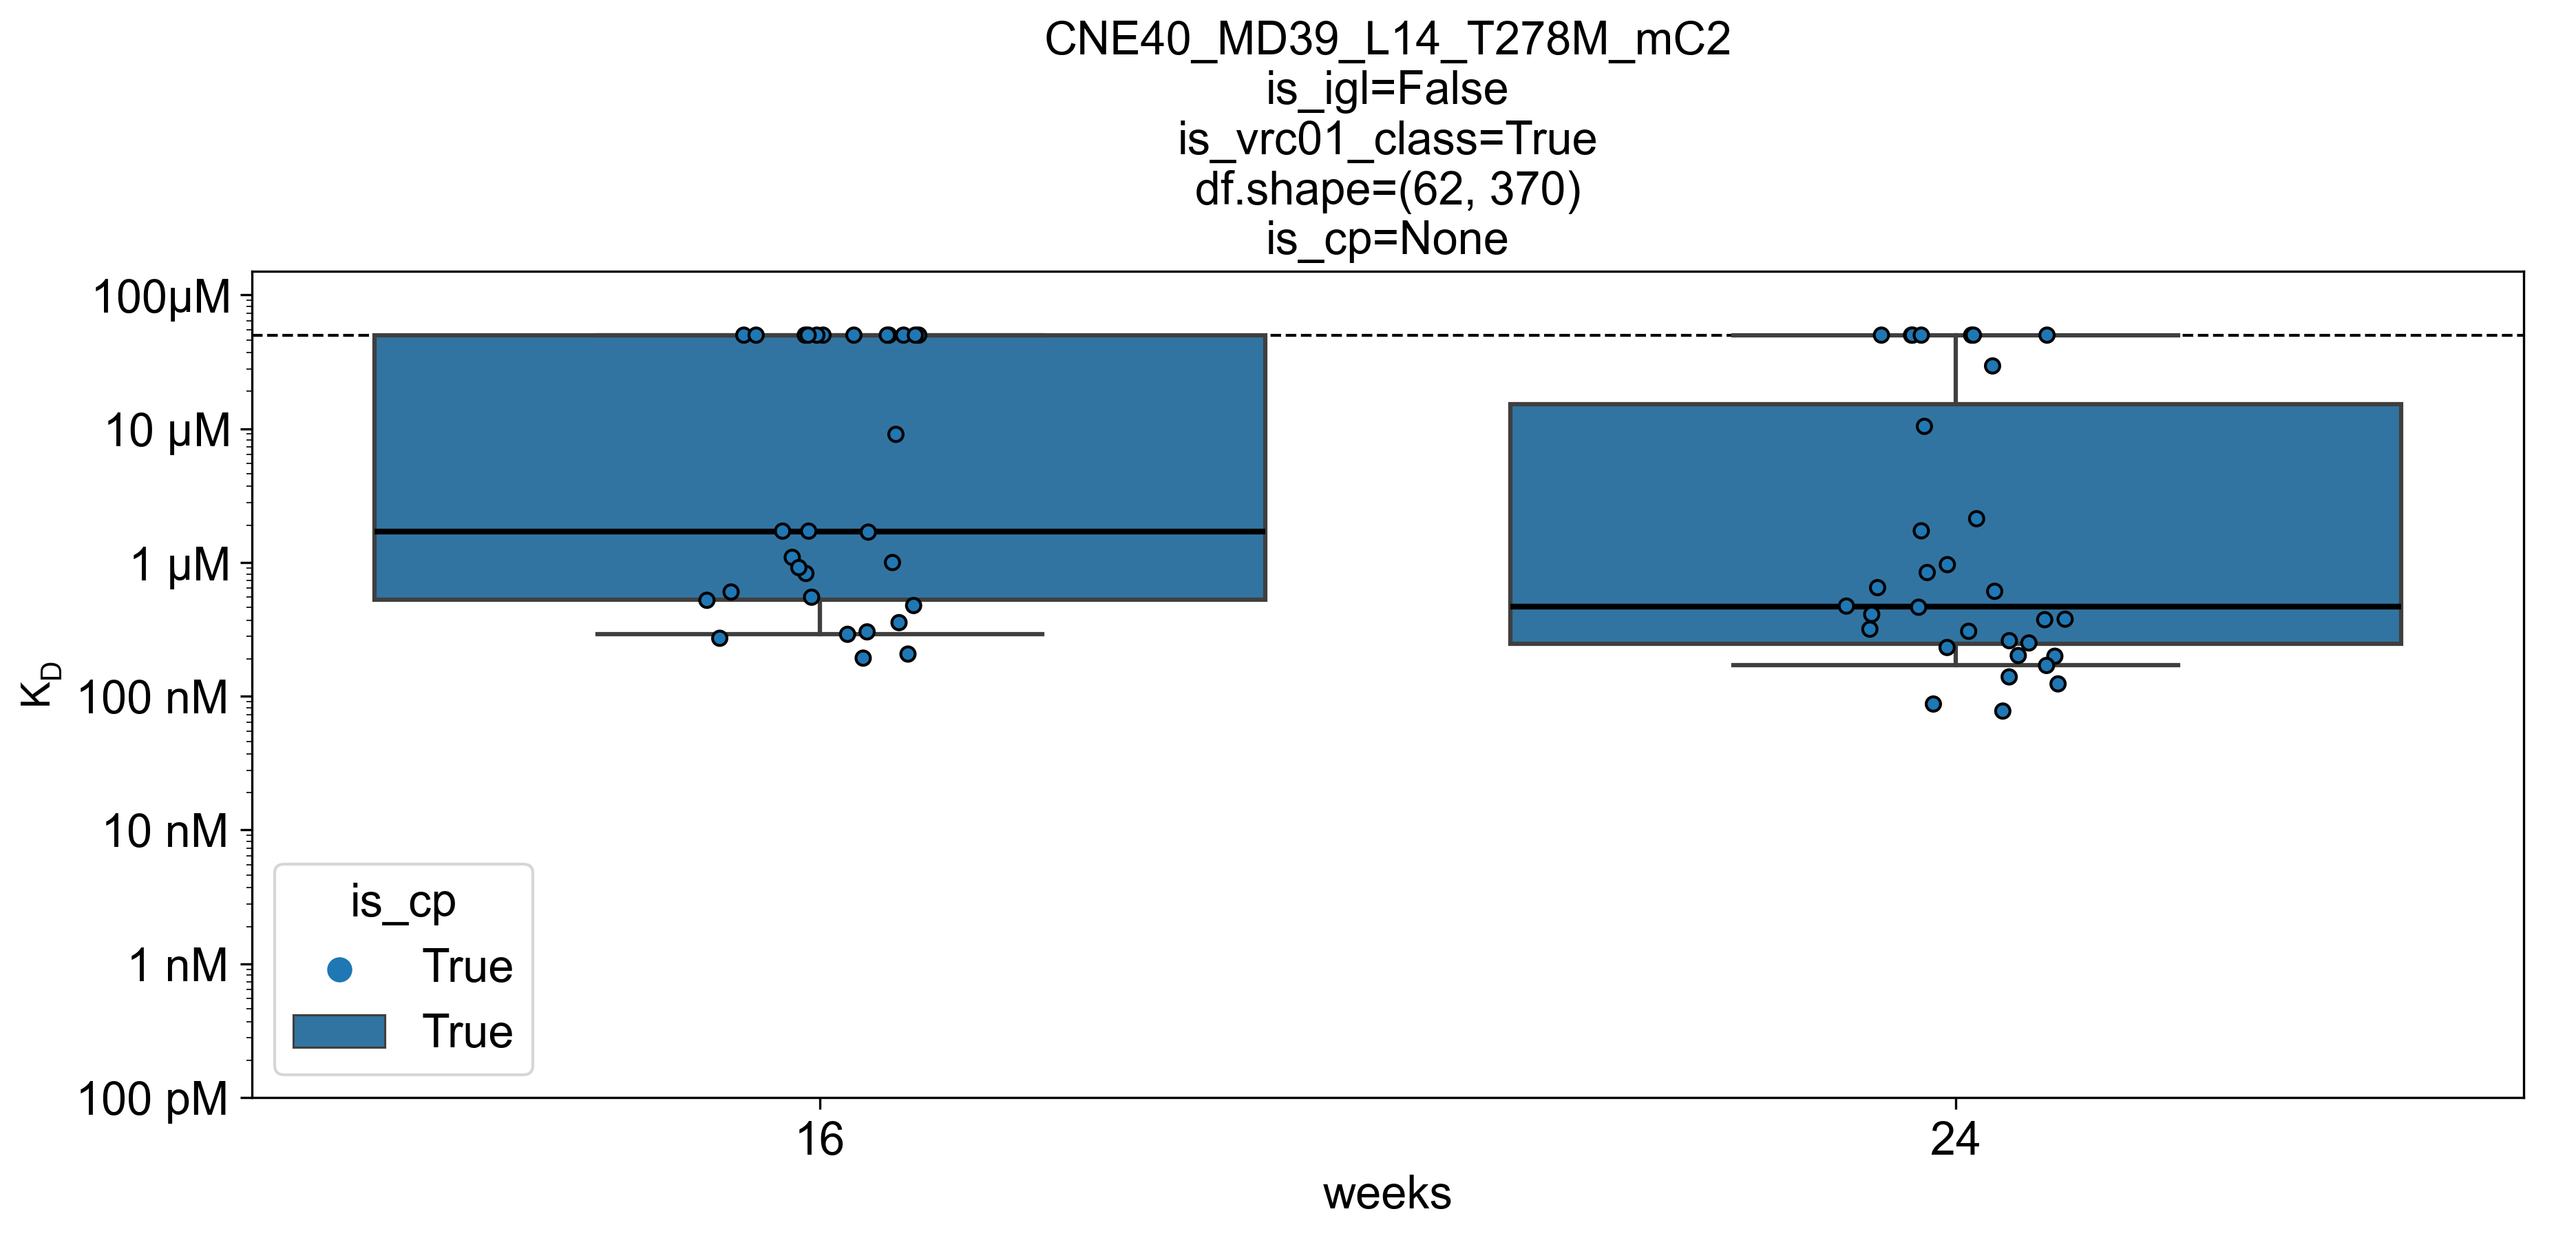 CNE40_MD39_L14_T278M_mC2
is_igl=False
is_vrc01_class=True
df.shape=(62, 370)
is_cp=None
100µM
10 µM
1 µM
100 nM
10 nM
1 nM
100 pM
KD
is_cp
True
True
16
24
weeks